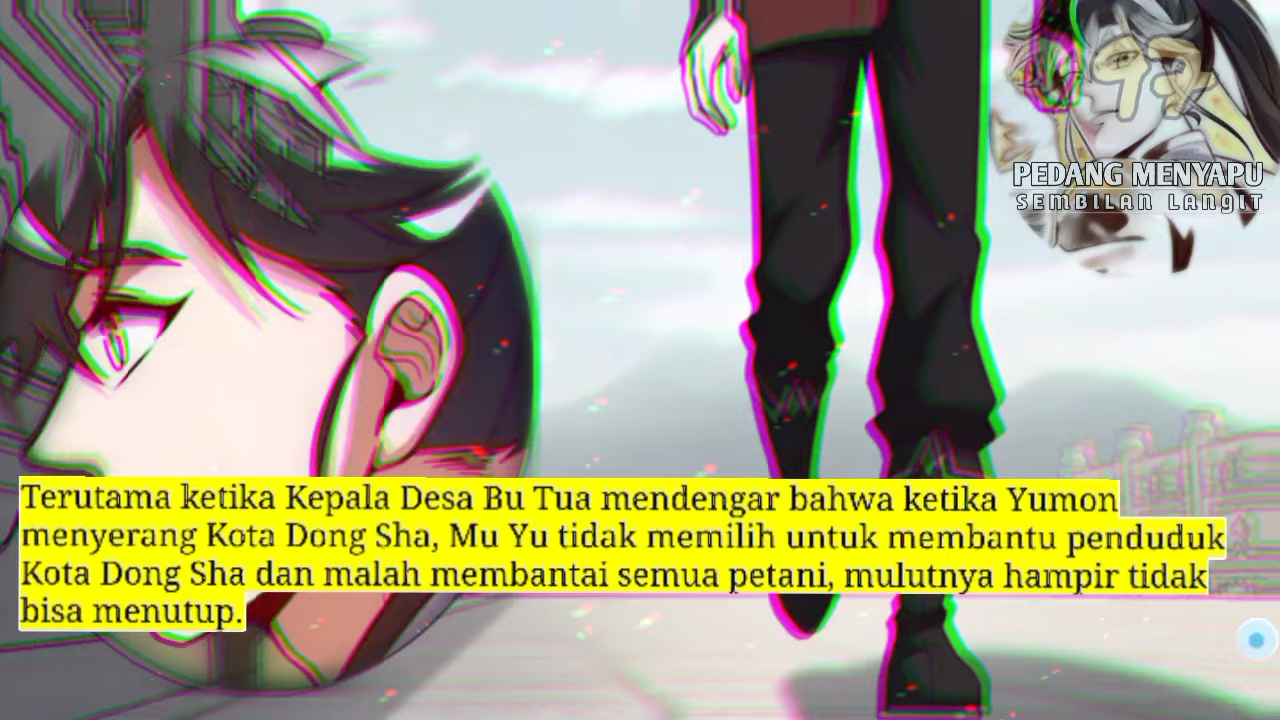 PEDANG MENYAPU
SEMBILAN LANGIT
Terutama ketika Kepala Desa Bu Tua mendengar bahwa ketika Yumon
menyerang Kota Dong Sha, Mu Yu tidak memilih untuk membantu penduduk
Kota Dong Sha dan malah membantai semua petani, mulutnya hampir tidak
bisa menutup.